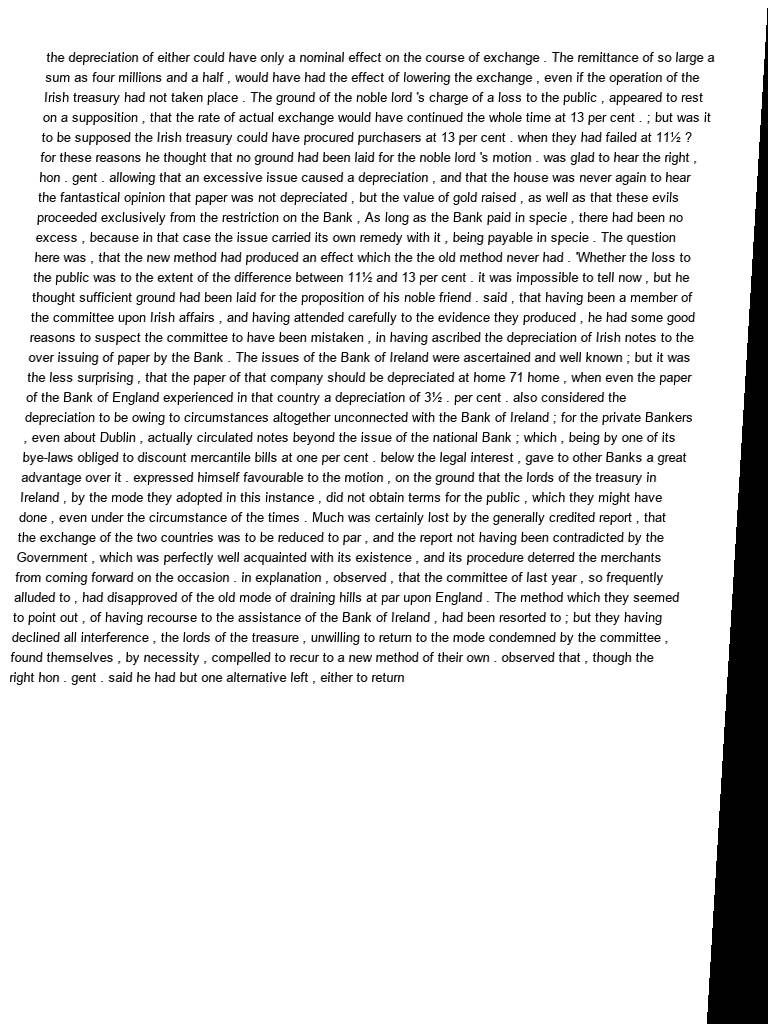 the depreciation of either could have only a nominal effect on the course of exchange . The remittance of so large a
sum as four millions and a half , would have had the effect of lowering the exchange , even if the operation of the
Irish treasury had not taken place . The ground of the noble lord 's charge of a loss to the public , appeared to rest
on a supposition , that the rate of actual exchange would have continued the whole time at 13 per cent . ; but was it
to be supposed the Irish treasury could have procured purchasers at 13 per cent . when they had failed at 11½ ?
for these reasons he thought that no ground had been laid for the noble lord 's motion . was glad to hear the right ,
hon . gent . allowing that an excessive issue caused a depreciation , and that the house was never again to hear
the fantastical opinion that paper was not depreciated , but the value of gold raised , as well as that these evils
proceeded exclusively from the restriction on the Bank , As long as the Bank paid in specie , there had been no
excess , because in that case the issue carried its own remedy with it , being payable in specie . The question
here was , that the new method had produced an effect which the the old method never had . 'Whether the loss to
the public was to the extent of the difference between 11½ and 13 per cent . it was impossible to tell now , but he
thought sufficient ground had been laid for the proposition of his noble friend . said , that having been a member of
the committee upon Irish affairs , and having attended carefully to the evidence they produced , he had some good
reasons to suspect the committee to have been mistaken , in having ascribed the depreciation of Irish notes to the
over issuing of paper by the Bank . The issues of the Bank of Ireland were ascertained and well known ; but it was
the less surprising , that the paper of that company should be depreciated at home 71 home , when even the paper
of the Bank of England experienced in that country a depreciation of 3½ . per cent . also considered the
depreciation to be owing to circumstances altogether unconnected with the Bank of Ireland ; for the private Bankers
, even about Dublin , actually circulated notes beyond the issue of the national Bank ; which , being by one of its
bye-laws obliged to discount mercantile bills at one per cent . below the legal interest , gave to other Banks a great
advantage over it . expressed himself favourable to the motion , on the ground that the lords of the treasury in
Ireland , by the mode they adopted in this instance , did not obtain terms for the public , which they might have
done , even under the circumstance of the times . Much was certainly lost by the generally credited report , that
the exchange of the two countries was to be reduced to par , and the report not having been contradicted by the
Government , which was perfectly well acquainted with its existence , and its procedure deterred the merchants
from coming forward on the occasion . in explanation , observed , that the committee of last year , so frequently
alluded to , had disapproved of the old mode of draining hills at par upon England . The method which they seemed
to point out , of having recourse to the assistance of the Bank of Ireland , had been resorted to ; but they having
declined all interference , the lords of the treasure , unwilling to return to the mode condemned by the committee ,
found themselves , by necessity , compelled to recur to a new method of their own . observed that , though the
right hon . gent . said he had but one alternative left , either to return